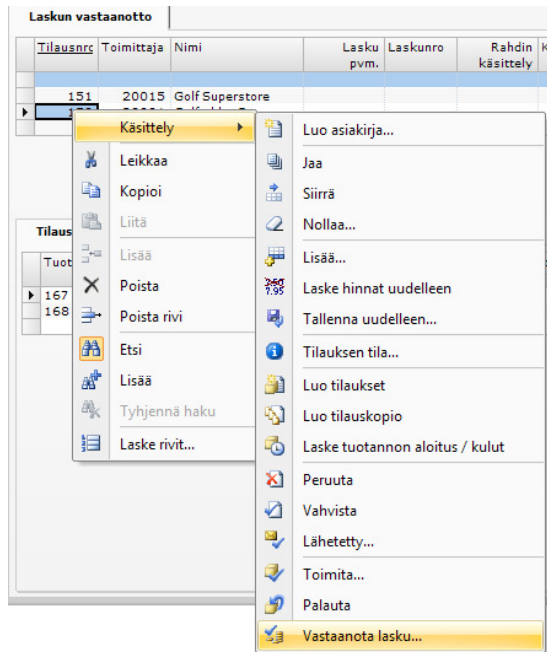 Laskun vastaanotto
Tilausnrc Toimittaja Nimi Lasku pvm. Laskunro Rahdin käsittely
151 20015 Golf Superstore
Käsittely
Leikkaa
Kopioi
Liitä
Lisää
Poista
Poista rivi
Etsi
Lisää
Tyhjennä haku
Laske rivit...
Luo asiakirja...
Jaa
Siirrä
Nollaa...
Lisää...
Laske hinnat uudelleen
Tallenna uudelleen...
Tilauksen tila...
Luo tilaukset
Luo tilauskopio
Laske tuotannon aloitus / kulut
Peruuta
Vahvista
Lähetetty...
Toimita...
Palauta
Vastaanota lasku...
Tilaus
Tuot
167
168